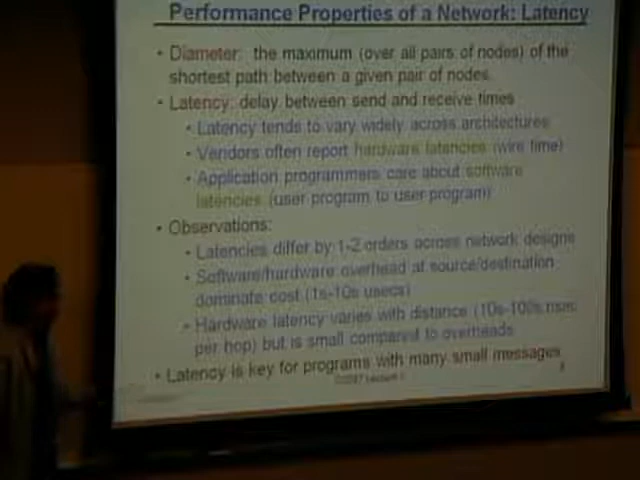 Performance Properties of a Network: Latency
• Diameter: the maximum (over all pairs of nodes) of the
shortest path between a given pair of nodes.
• Latency: delay between send and receive times
• Latency tends to vary widely across architectures
• Vendors often report hardware latencies (wire time)
• Application programmers care about software
latencies (user program to user program)
• Observations:
• Latencies differ by 1-2 orders across network designs
• Software/hardware overhead at source/destination
dominate cost (1s-10s usecs)
• Hardware latency varies with distance (10s-100s nsec
per hop) but is small compared to overheads
• Latency is key for programs with many small messages